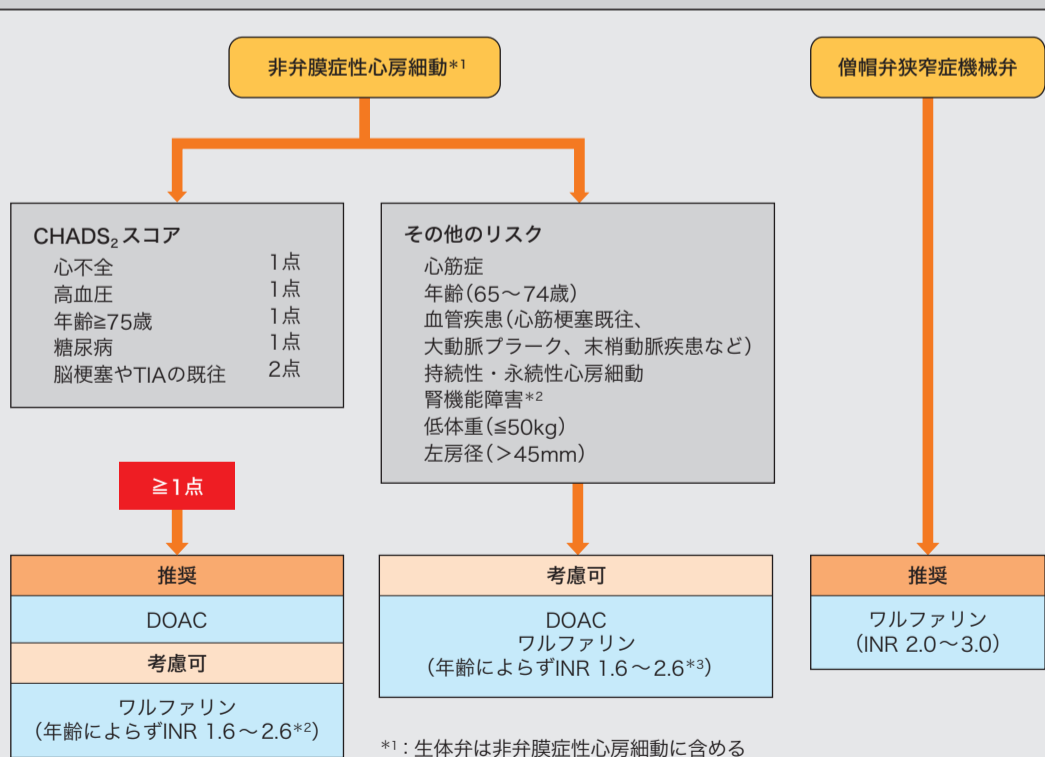 非弁膜症性心房細動*1
僧帽弁狭窄症機械弁
CHADS2スコア
心不全 1点
高血圧 1点
年齢≧75歳 1点
糖尿病 1点
脳梗塞やTIAの既往 2点
その他のリスク
心筋症
年齢(65〜74歳)
血管疾患(心筋梗塞既往、
大動脈プラーク、末梢動脈疾患など)
持続性・永続性心房細動
腎機能障害*2
低体重(≦50kg)
左房径(>45mm)
≧1点
推奨
DOAC
考慮可
ワルファリン
(年齢によらずINR 1.6〜2.6*2)
考慮可
DOAC
ワルファリン
(年齢によらずINR 1.6〜2.6*3)
推奨
ワルファリン
(INR 2.0〜3.0)
*1:生体弁は非弁膜症性心房細動に含める